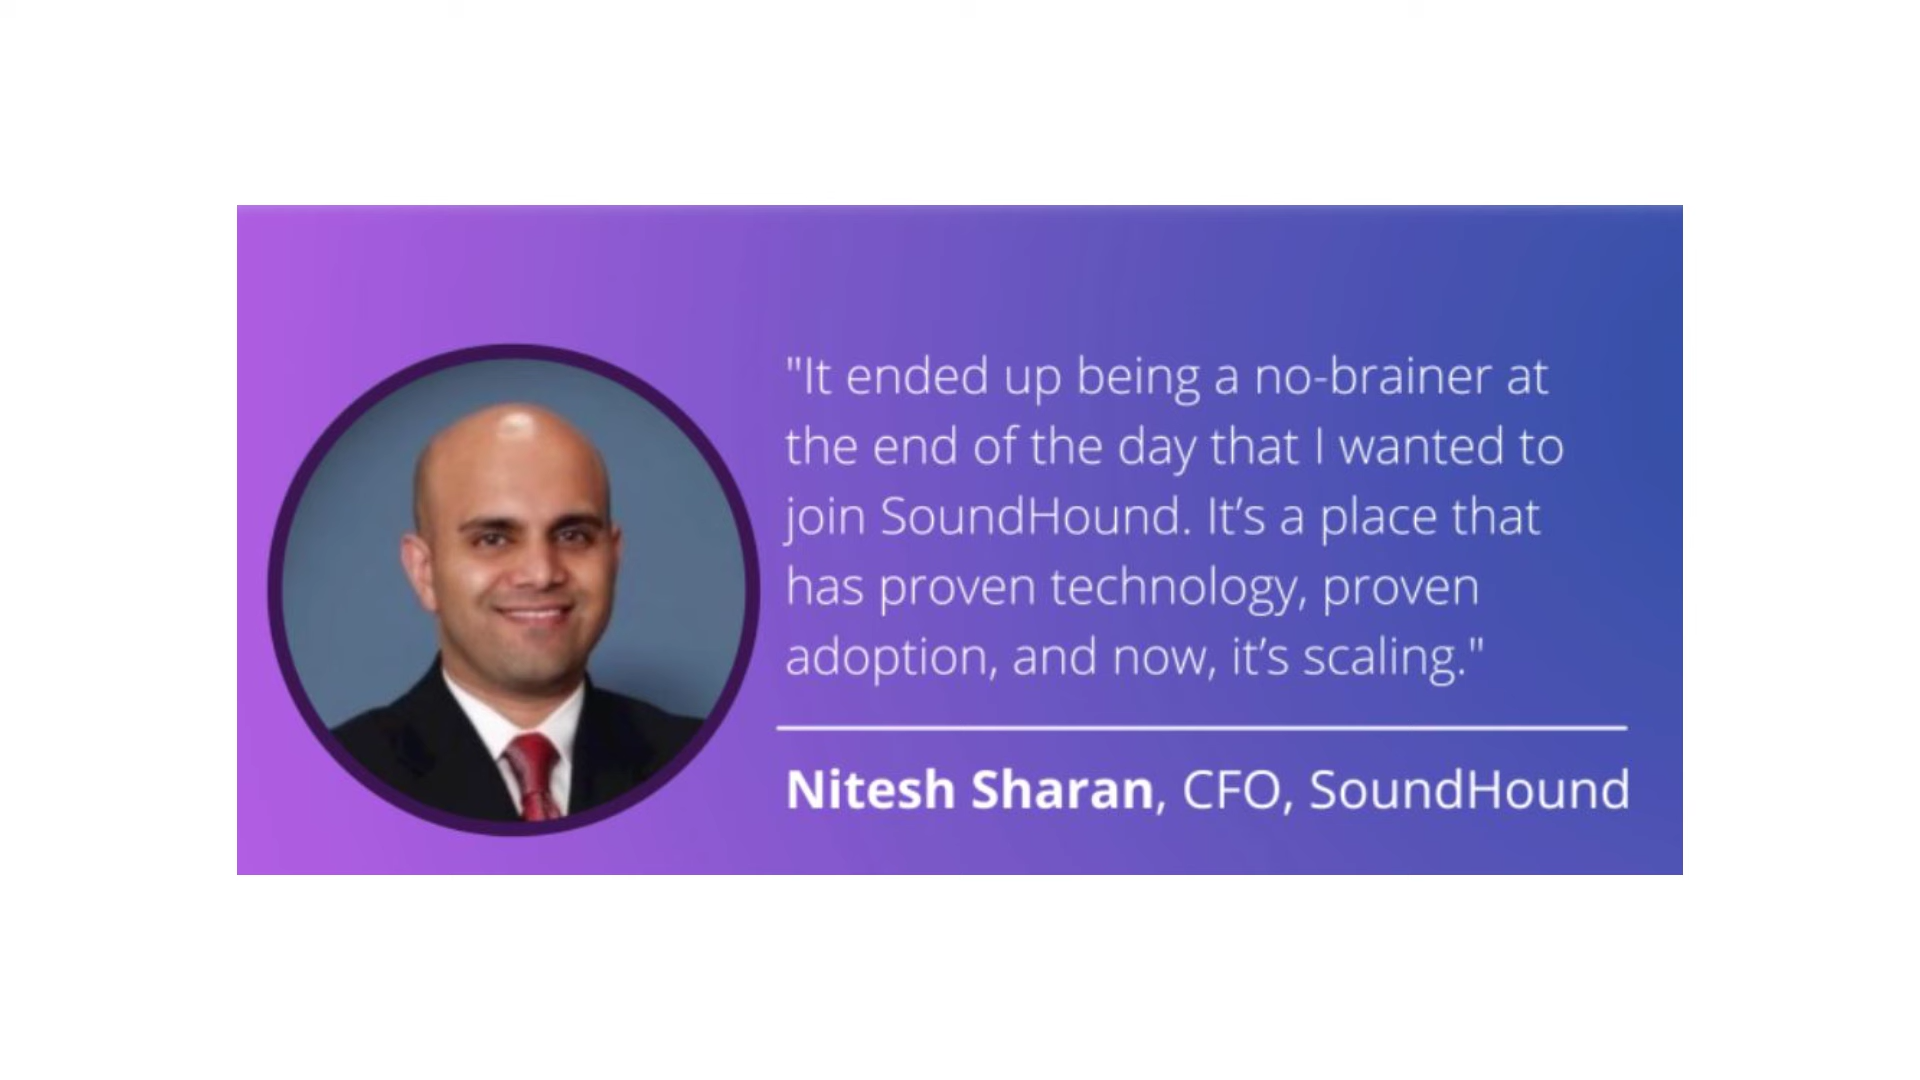 "It ended up being a no-brainer at
the end of the day that I wanted to
join SoundHound. It’s a place that
has proven technology, proven
adoption, and now, it’s scaling."
Nitesh Sharan, CFO, SoundHound